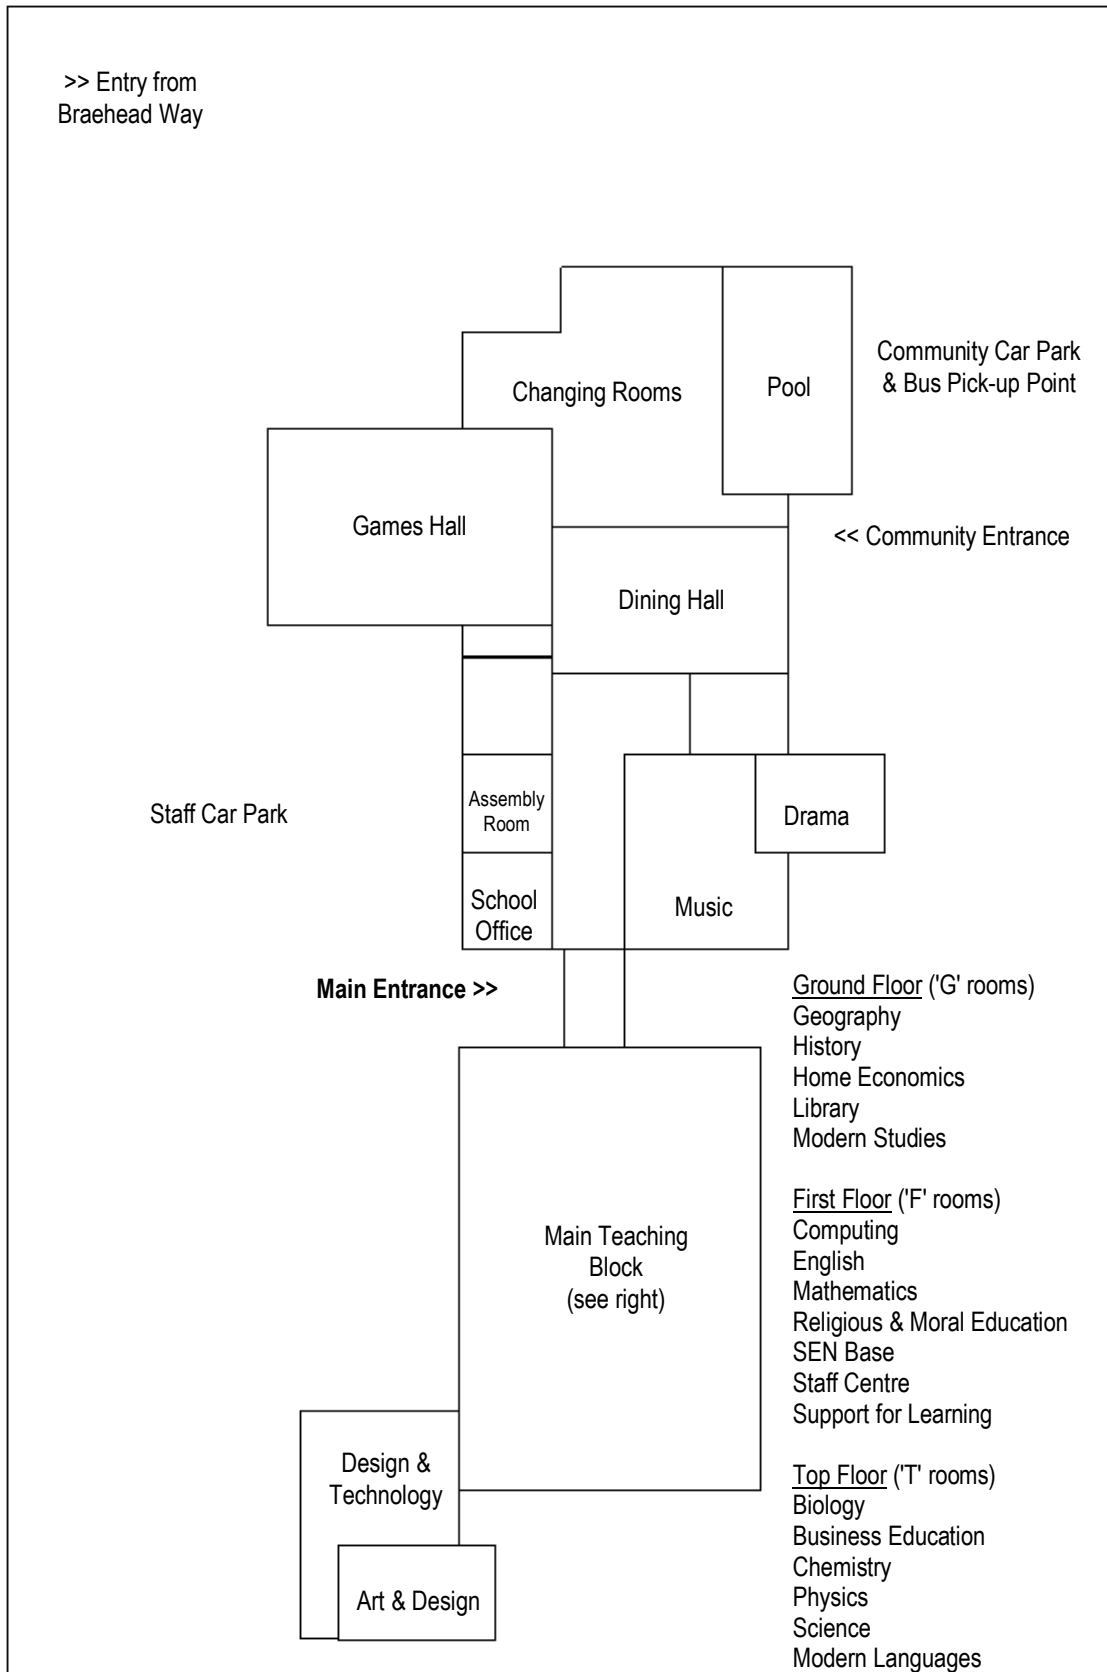 >> Entry from
Braehead Way
Community Car Park
& Bus Pick-up Point
Changing Rooms
Pool
Games Hall
<< Community Entrance
Dining Hall
Staff Car Park
Assembly
Room
Drama
School
Office
Music
Main Entrance >>
Ground Floor ('G' rooms)
Geography
History
Home Economics
Library
Modern Studies
First Floor ('F' rooms)
Computing
English
Mathematics
Religious & Moral Education
SEN Base
Staff Centre
Support for Learning
Main Teaching
Block
(see right)
Design &
Technology
Art & Design
Top Floor ('T' rooms)
Biology
Business Education
Chemistry
Physics
Science
Modern Languages